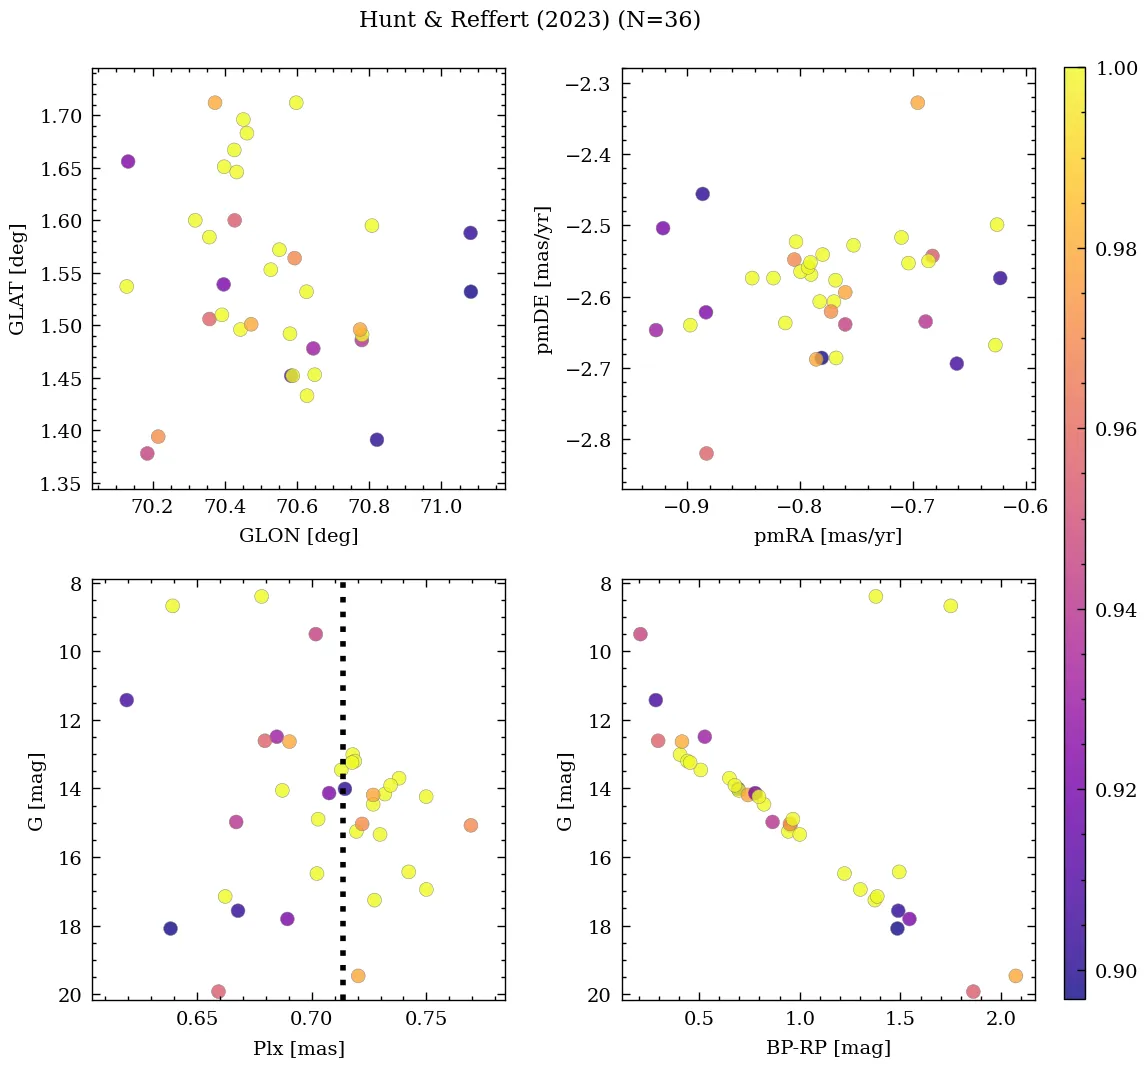 Hunt & Reffert (2023) (N=36)
1.70
1.65
1.60
1.55
1.50
1.45
1.40
1.35
GLAT [deg]
70.2 70.4 70.6 70.8 71.0
GLON [deg]
−2.3
−2.4
−2.5
−2.6
−2.7
−2.8
pmDE [mas/yr]
−0.9 −0.8 −0.7 −0.6
pmRA [mas/yr]
8
10
12
14
16
18
20
G [mag]
0.65 0.70 0.75
Plx [mas]
8
10
12
14
16
18
20
G [mag]
0.5 1.0 1.5 2.0
BP-RP [mag]
1.00
0.98
0.96
0.94
0.92
0.90